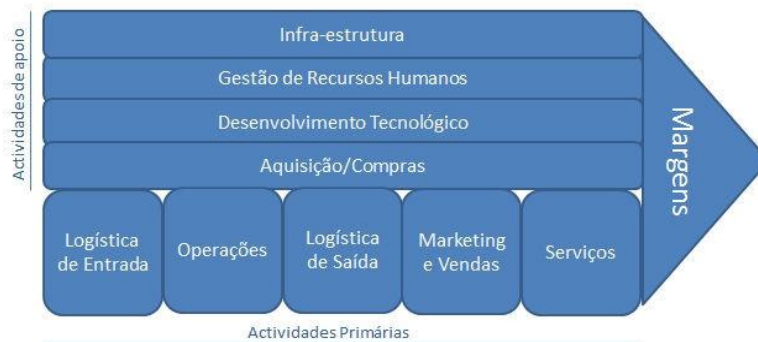 Actividades de apoio
Infra-estrutura
Gestão de Recursos Humanos
Desenvolvimento Tecnológico
Aquisição/Compras
Margens
Logística
de Entrada
Operações
Logística
de Saída
Marketing
e Vendas
Serviços
Actividades Primárias